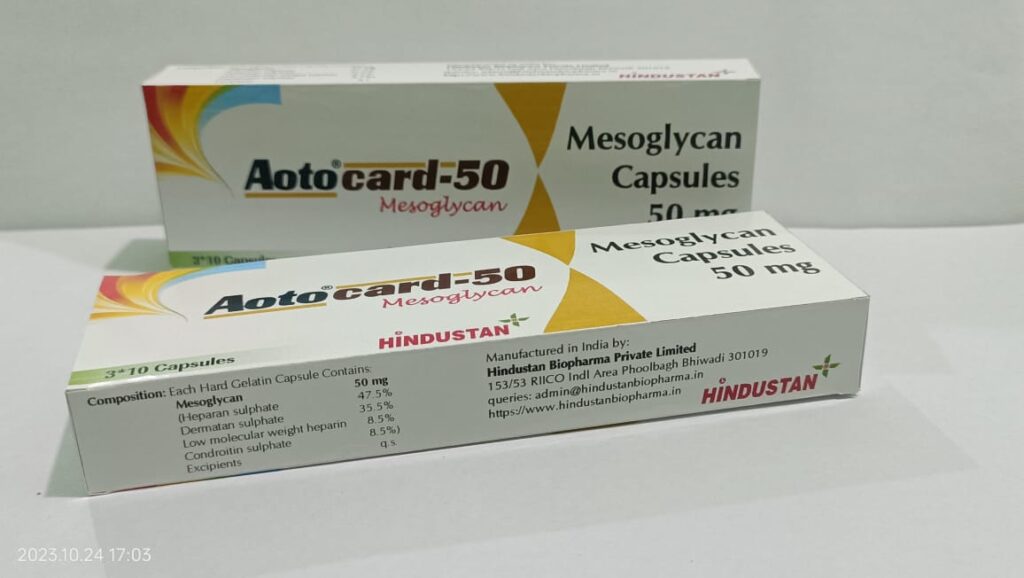 HiNDUSTAN
Aoto®card-50
Mesoglycan
Mesoglycan
Capsules
50 mg
3*10 Capsules
Aoto®card-50
Mesoglycan
HiNDUSTAN
Mesoglycan
Capsules
50 mg
3*10 Capsules
Composition: Each Hard Gelatin Capsule Contains:
Mesoglycan 50 mg
(Heparan sulphate 47.5%
Dermatan sulphate 35.5%
Low molecular weight heparin 8.5%
Condroitin sulphate 8.5%)
Excipients q.s.
Manufactured in India by:
Hindustan Biopharma Private Limited
153/53 RIICO Indl Area Phoolbagh Bhiwadi 301019
queries: admin@hindustanbiopharma.in
https://www.hindustanbiopharma.in
HiNDUSTAN
2023.10.24 17:03